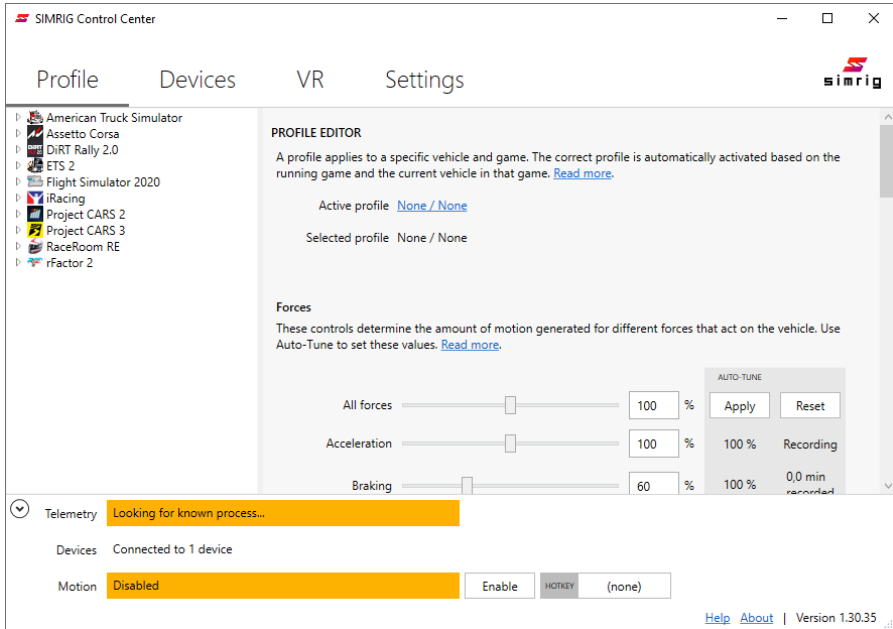 SIMRIG Control Center
Profile Devices VR Settings
simrig
American Truck Simulator
Assetto Corsa
DiRT Rally 2.0
ETS 2
Flight Simulator 2020
iRacing
Project CARS 2
Project CARS 3
RaceRoom RE
rFactor 2
PROFILE EDITOR
A profile applies to a specific vehicle and game. The correct profile is automatically activated based on the
running game and the current vehicle in that game. Read more.
Active profile None / None
Selected profile None / None
Forces
These controls determine the amount of motion generated for different forces that act on the vehicle. Use
Auto-Tune to set these values. Read more.
AUTO-TUNE
All forces 100 % Apply Reset
Acceleration 100 % 100 % Recording
Braking 60 % 100 % 0,0 min
recorded
Telemetry Looking for known process...
Devices Connected to 1 device
Motion Disabled Enable HOTKEY (none)
Help About | Version 1.30.35